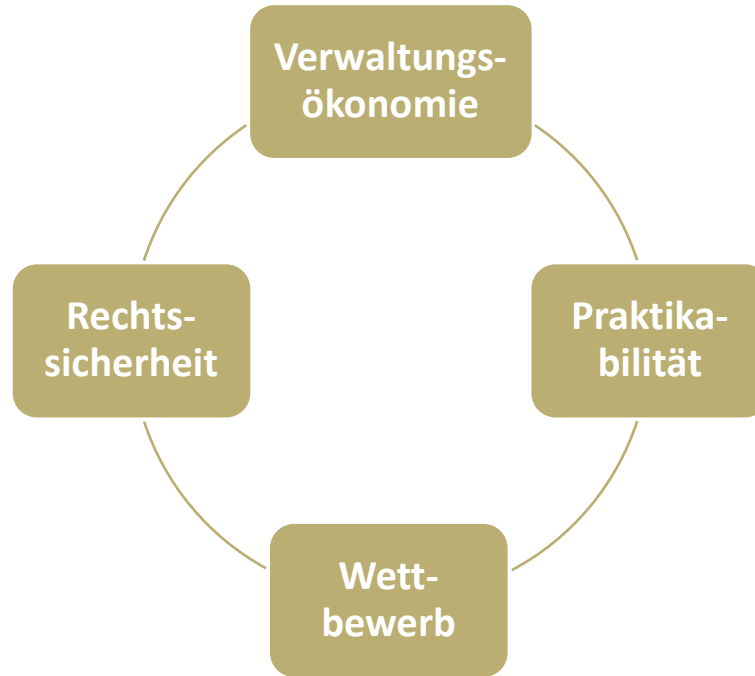 Verwaltungs-
ökonomie
Rechts-
sicherheit
Praktika-
bilität
Wett-
bewerb